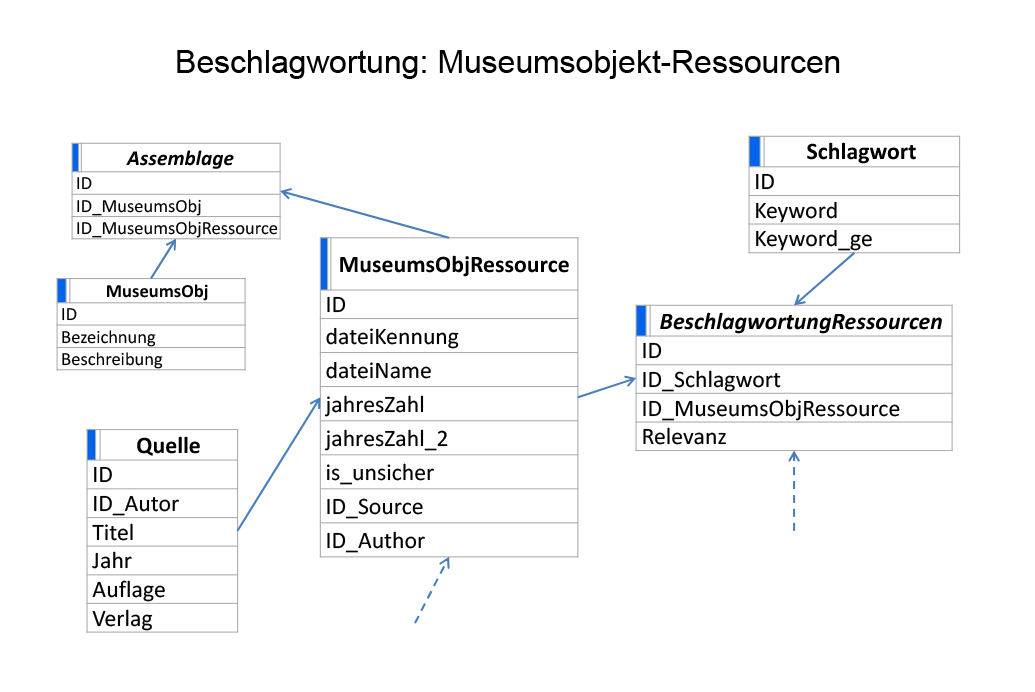 Beschlagwortung: Museumsobjekt-Ressourcen
Assemblage
ID
ID_MuseumsObj
ID_MuseumsObjRessource
MuseumsObj
ID
Bezeichnung
Beschreibung
Quelle
ID
ID_Autor
Titel
Jahr
Auflage
Verlag
MuseumsObjRessource
ID
dateiKennung
dateiName
jahresZahl
jahresZahl_2
is_unsicher
ID_Source
ID_Author
Schlagwort
ID
Keyword
Keyword_ge
BeschlagwortungRessourcen
ID
ID_Schlagwort
ID_MuseumsObjRessource
Relevanz